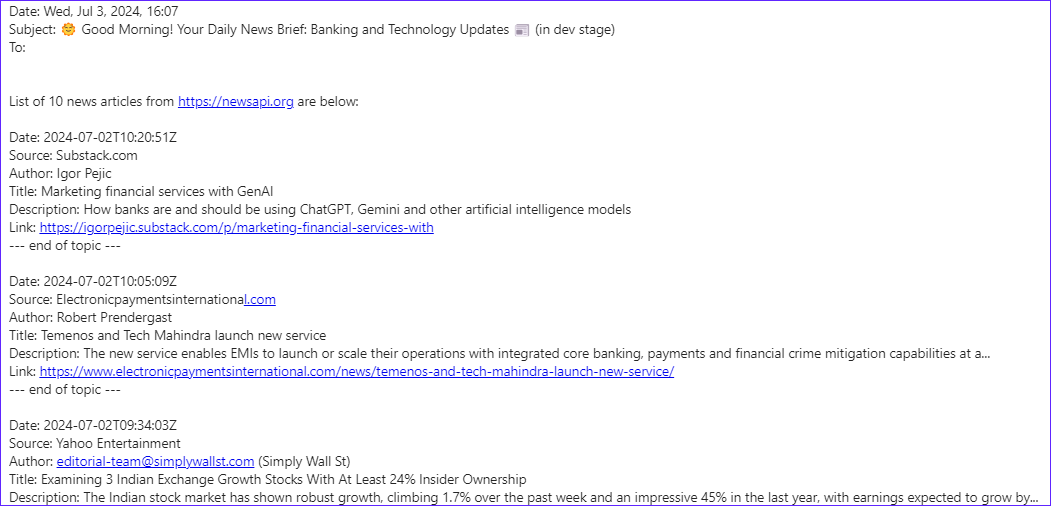 Date: Wed, Jul 3, 2024, 16:07
Subject: 🌞 Good Morning! Your Daily News Brief: Banking and Technology Updates 📰 (in dev stage)
To:
List of 10 news articles from https://newsapi.org are below:
Date: 2024-07-02T10:20:51Z
Source: Substack.com
Author: Igor Pejic
Title: Marketing financial services with GenAI
Description: How banks are and should be using ChatGPT, Gemini and other artificial intelligence models
Link: https://igorpejic.substack.com/p/marketing-financial-services-with
--- end of topic ---
Date: 2024-07-02T10:05:09Z
Source: Electronicpaymentsinternational.com
Author: Robert Prendergast
Title: Temenos and Tech Mahindra launch new service
Description: The new service enables EMIs to launch or scale their operations with integrated core banking, payments and financial crime mitigation capabilities at a...
Link: https://www.electronicpaymentsinternational.com/news/temenos-and-tech-mahindra-launch-new-service/
--- end of topic ---
Date: 2024-07-02T09:34:03Z
Source: Yahoo Entertainment
Author: editorial-team@simplywallst.com (Simply Wall St)
Title: Examining 3 Indian Exchange Growth Stocks With At Least 24% Insider Ownership
Description: The Indian stock market has shown robust growth, climbing 1.7% over the past week and an impressive 45% in the last year, with earnings expected to grow by...